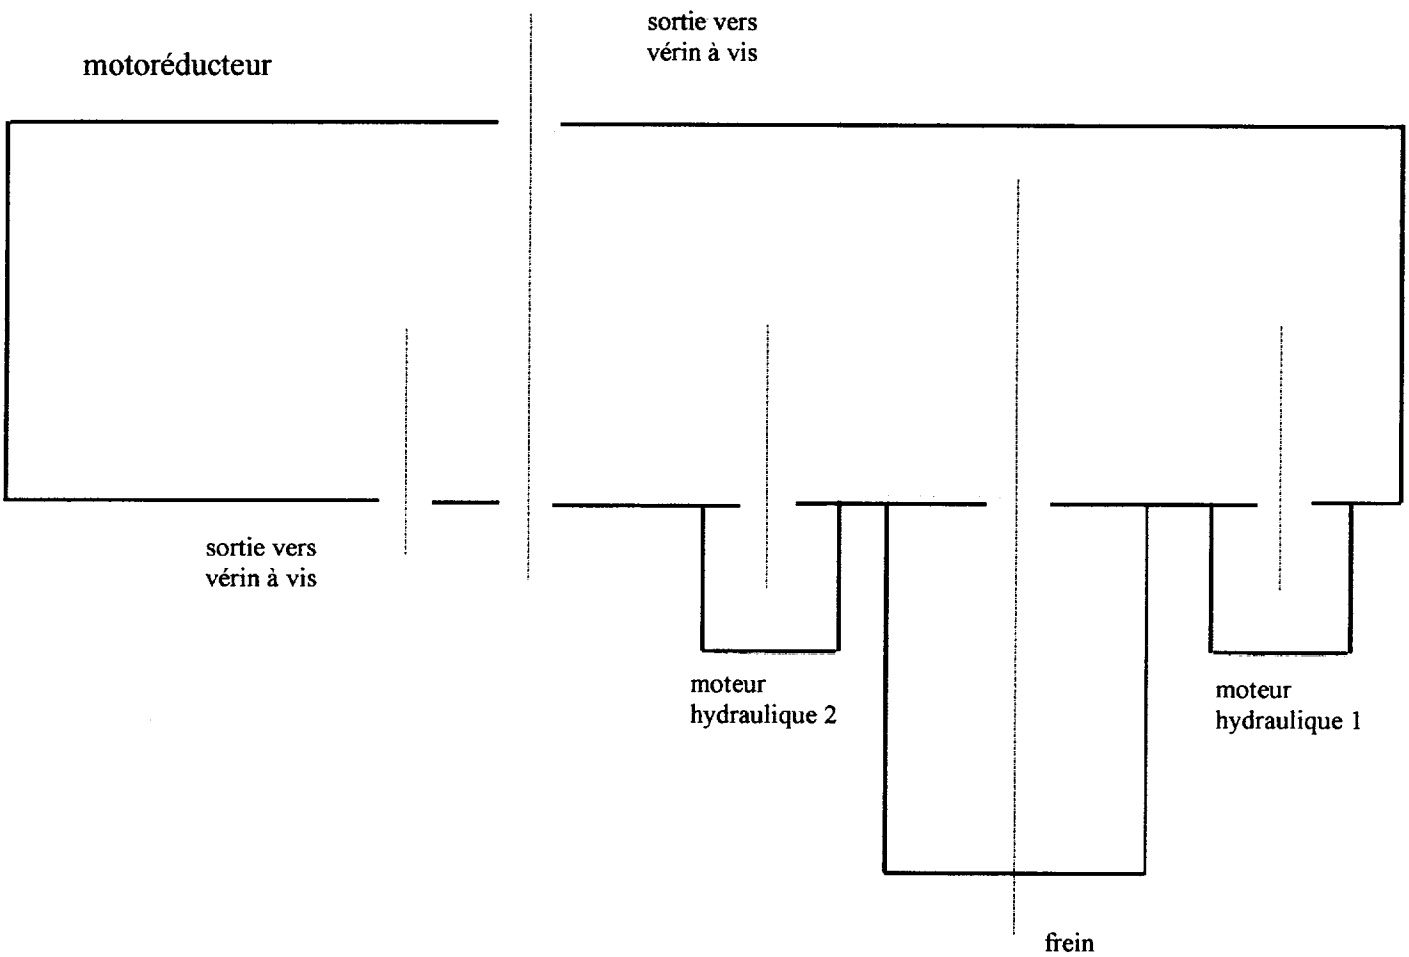 sortie vers
vérin à vis
motoréducteur
sortie vers
vérin à vis
moteur
hydraulique 2
moteur
hydraulique 1
frein